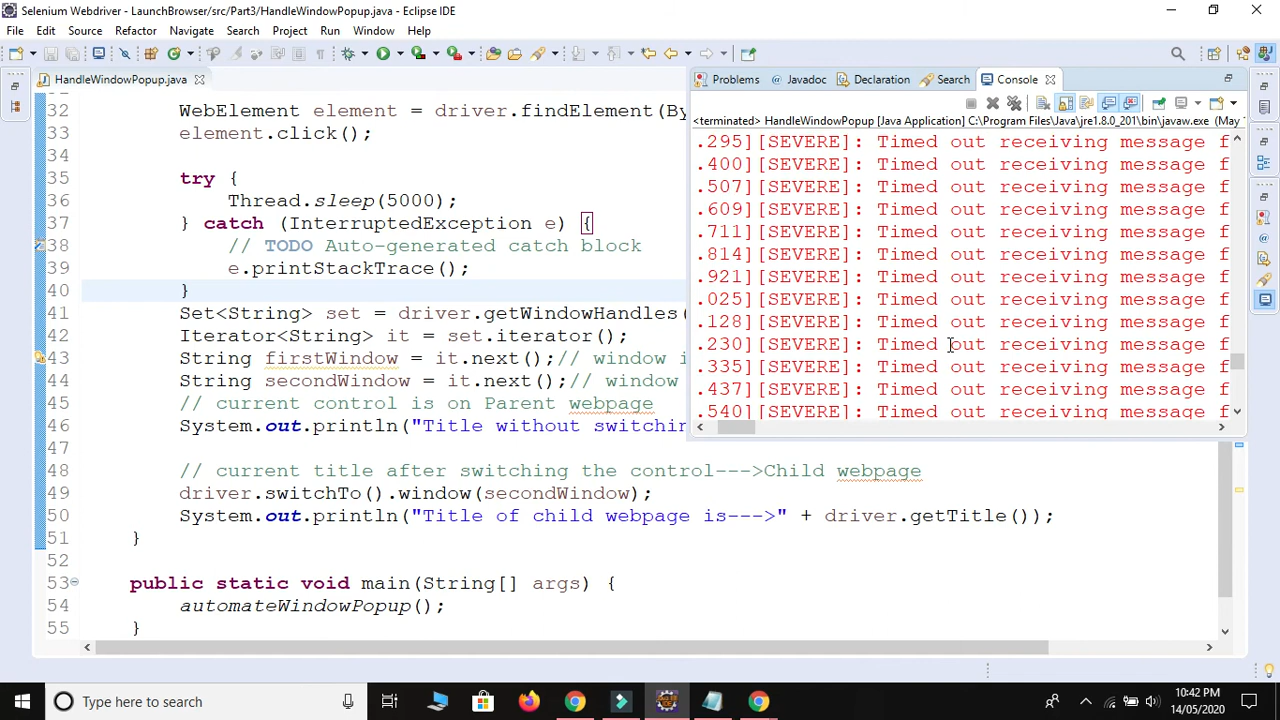 Selenium Webdriver - LaunchBrowser/src/Part3/HandleWindowPopup.java - Eclipse IDE
File Edit Source Refactor Navigate Search Project Run Window Help
HandleWindowPopup.java
Problems @ Javadoc Declaration Search Console
<terminated> HandleWindowPopup [Java Application] C:\Program Files\Java\jre1.8.0_201\bin\javaw.exe (May
.295][SEVERE]: Timed out receiving message f
.400][SEVERE]: Timed out receiving message f
.507][SEVERE]: Timed out receiving message f
.609][SEVERE]: Timed out receiving message f
.711][SEVERE]: Timed out receiving message f
.814][SEVERE]: Timed out receiving message f
.921][SEVERE]: Timed out receiving message f
.025][SEVERE]: Timed out receiving message f
.128][SEVERE]: Timed out receiving message f
.230][SEVERE]: Timed out receiving message f
.335][SEVERE]: Timed out receiving message f
.437][SEVERE]: Timed out receiving message f
.540][SEVERE]: Timed out receiving message f
32 WebElement element = driver.findElement(By
33 element.click();
34
35 try {
36 Thread.sleep(5000);
37 } catch (InterruptedException e) {
38 // TODO Auto-generated catch block
39 e.printStackTrace();
40 }
41 Set<String> set = driver.getWindowHandles(
42 Iterator<String> it = set.iterator();
43 String firstWindow = it.next();// window i
44 String secondWindow = it.next();// window
45 // current control is on Parent webpage
46 System.out.println("Title without switchin
47
48 // current title after switching the control--->Child webpage
49 driver.switchTo().window(secondWindow);
50 System.out.println("Title of child webpage is--->" + driver.getTitle());
51 }
52
53 public static void main(String[] args) {
54 automateWindowPopup();
55 }
Type here to search
10:42 PM
14/05/2020